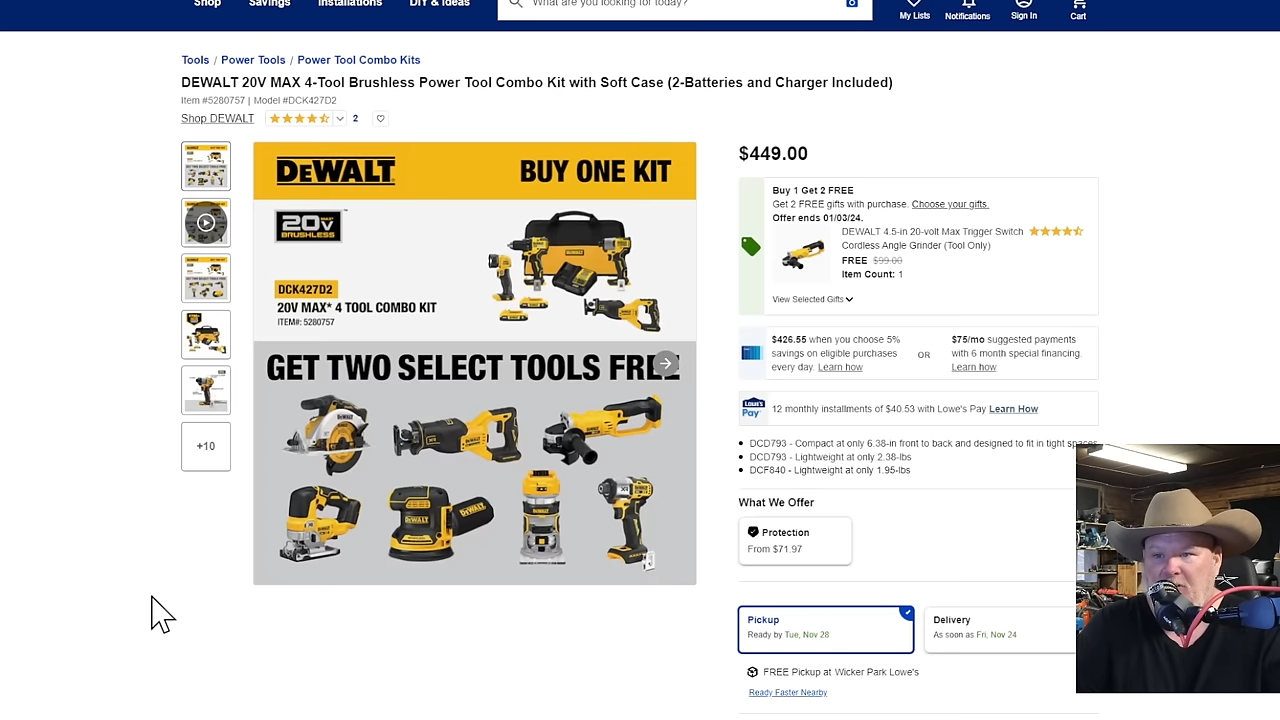 Shop Savings Installations DIY & Ideas
What are you looking for today?
My Lists Notifications Sign In Cart
Tools / Power Tools / Power Tool Combo Kits
DEWALT 20V MAX 4-Tool Brushless Power Tool Combo Kit with Soft Case (2-Batteries and Charger Included)
Item #5280757 | Model #DCK427D2
Shop DEWALT 2
DEWALT BUY ONE KIT
20V MAX*
BRUSHLESS
DCK427D2
20V MAX* 4 TOOL COMBO KIT
ITEM#: 5280757
GET TWO SELECT TOOLS FREE
DEWALT
DEWALT
+10
$449.00
Buy 1 Get 2 FREE
Get 2 FREE gifts with purchase. Choose your gifts.
Offer ends 01/03/24.
DEWALT 4.5-in 20-volt Max Trigger Switch
Cordless Angle Grinder (Tool Only)
FREE $99.00
Item Count: 1
View Selected Gifts
$426.55 when you choose 5%
savings on eligible purchases
every day. Learn how
OR
$75/mo suggested payments
with 6 month special financing.
Learn how
Lowe's Pay
12 monthly installments of $40.53 with Lowe's Pay Learn How
DCD793 - Compact at only 6.38-in front to back and designed to fit in tight spaces
DCD793 - Lightweight at only 2.38-lbs
DCF840 - Lightweight at only 1.95-lbs
What We Offer
Protection
From $71.97
Pickup
Ready by Tue, Nov 28
Delivery
As soon as Fri, Nov 24
FREE Pickup at Wicker Park Lowe's
Ready Faster Nearby